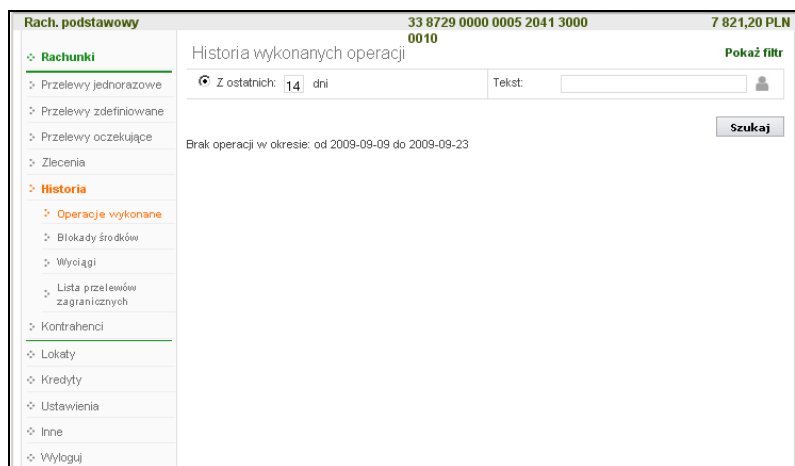 Rach. podstawowy 33 8729 0000 0005 2041 3000 0010 7 821,20 PLN
Rachunki
Przelewy jednorazowe
Przelewy zdefiniowane
Przelewy oczekujące
Zlecenia
Historia
Operacje wykonane
Blokady środków
Wyciągi
Lista przelewów
zagranicznych
Kontrahenci
Lokaty
Kredyty
Ustawienia
Inne
Wyloguj
Historia wykonanych operacji
Pokaż filtr
Z ostatnich: 14 dni
Tekst:
Szukaj
Brak operacji w okresie: od 2009-09-09 do 2009-09-23